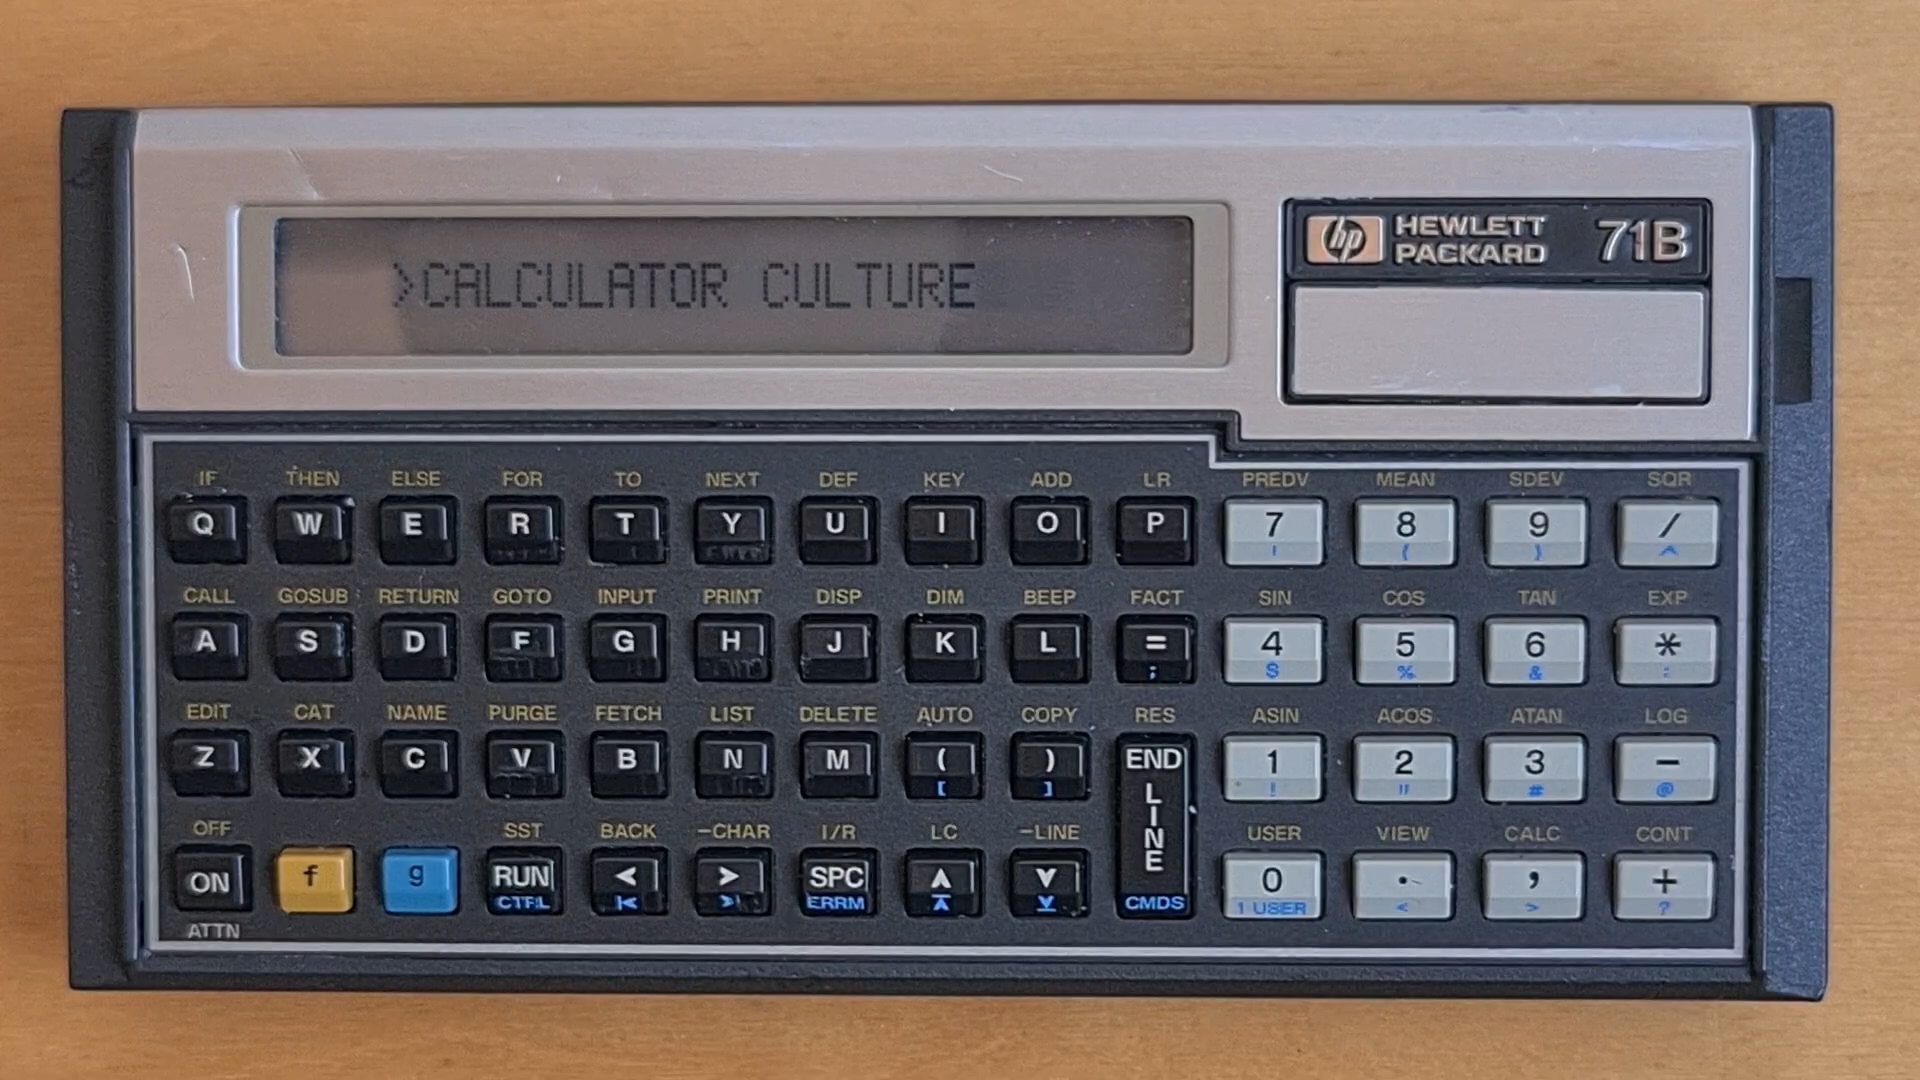 >CALCULATOR CULTURE
hp HEWLETT PACKARD 71B
IF THEN ELSE FOR TO NEXT DEF KEY ADD LR PREDV MEAN SDEV SQR
Q W E R T Y U I O P 7 8 9 /
( ) ^
CALL GOSUB RETURN GOTO INPUT PRINT DISP DIM BEEP FACT SIN COS TAN EXP
A S D F G H J K L = 4 5 6 *
; $ % & :
EDIT CAT NAME PURGE FETCH LIST DELETE AUTO COPY RES ASIN ACOS ATAN LOG
Z X C V B N M ( ) END LINE 1 2 3 -
[ ] ! " # @
OFF SST BACK -CHAR I/R LC -LINE USER VIEW CALC CONT
ON f g RUN < > SPC 0 . , +
CTRL ERRM CMDS 1 USER < > ?
ATTN